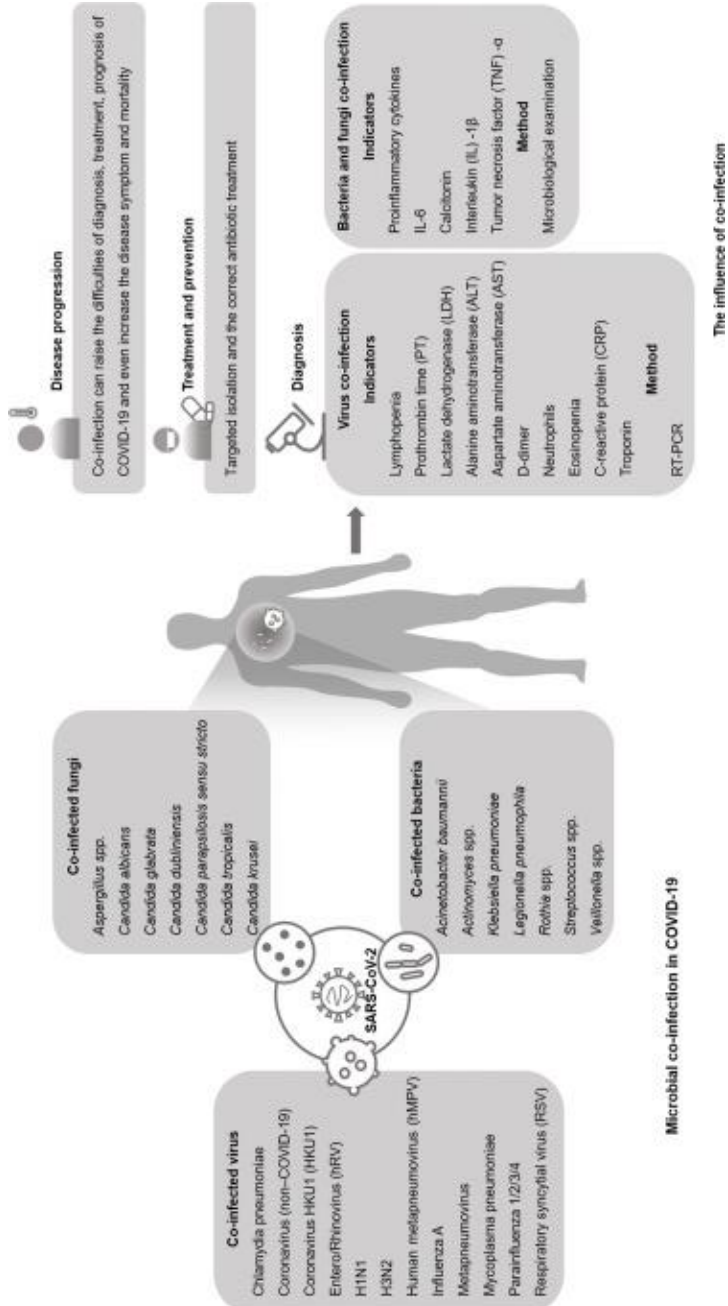 Co-infected virus
Chlamydia pneumoniae
Coronavirus (non–COVID-19)
Coronavirus HKU1 (HKU1)
Entero/Rhinovirus (hRV)
H1N1
H3N2
Human metapneumovirus (hMPV)
Influenza A
Metapneumovirus
Mycoplasma pneumoniae
Parainfluenza 1/2/3/4
Respiratory syncytial virus (RSV)
SARS-CoV-2
Co-infected fungi
Aspergillus spp.
Candida albicans
Candida glabrata
Candida dubliniensis
Candida parapsilosis sensu stricto
Candida tropicalis
Candida krusei
Co-infected bacteria
Acinetobacter baumannii
Actinomyces spp.
Klebsiella pneumoniae
Legionella pneumophila
Rothia spp.
Streptococcus spp.
Veillonella spp.
Microbial co-infection in COVID-19
Disease progression
Co-infection can raise the difficulties of diagnosis, treatment, prognosis of
COVID-19 and even increase the disease symptom and mortality
Treatment and prevention
Targeted isolation and the correct antibiotic treatment
Diagnosis
Virus co-infection
Indicators
Lymphopenia
Prothrombin time (PT)
Lactate dehydrogenase (LDH)
Alanine aminotransferase (ALT)
Aspartate aminotransferase (AST)
D-dimer
Neutrophils
Eosinopenia
C-reactive protein (CRP)
Troponin
Method
RT-PCR
Bacteria and fungi co-infection
Indicators
Proinflammatory cytokines
IL-6
Calcitonin
Interleukin (IL) -1β
Tumor necrosis factor (TNF) -α
Method
Microbiological examination
The influence of co-infection